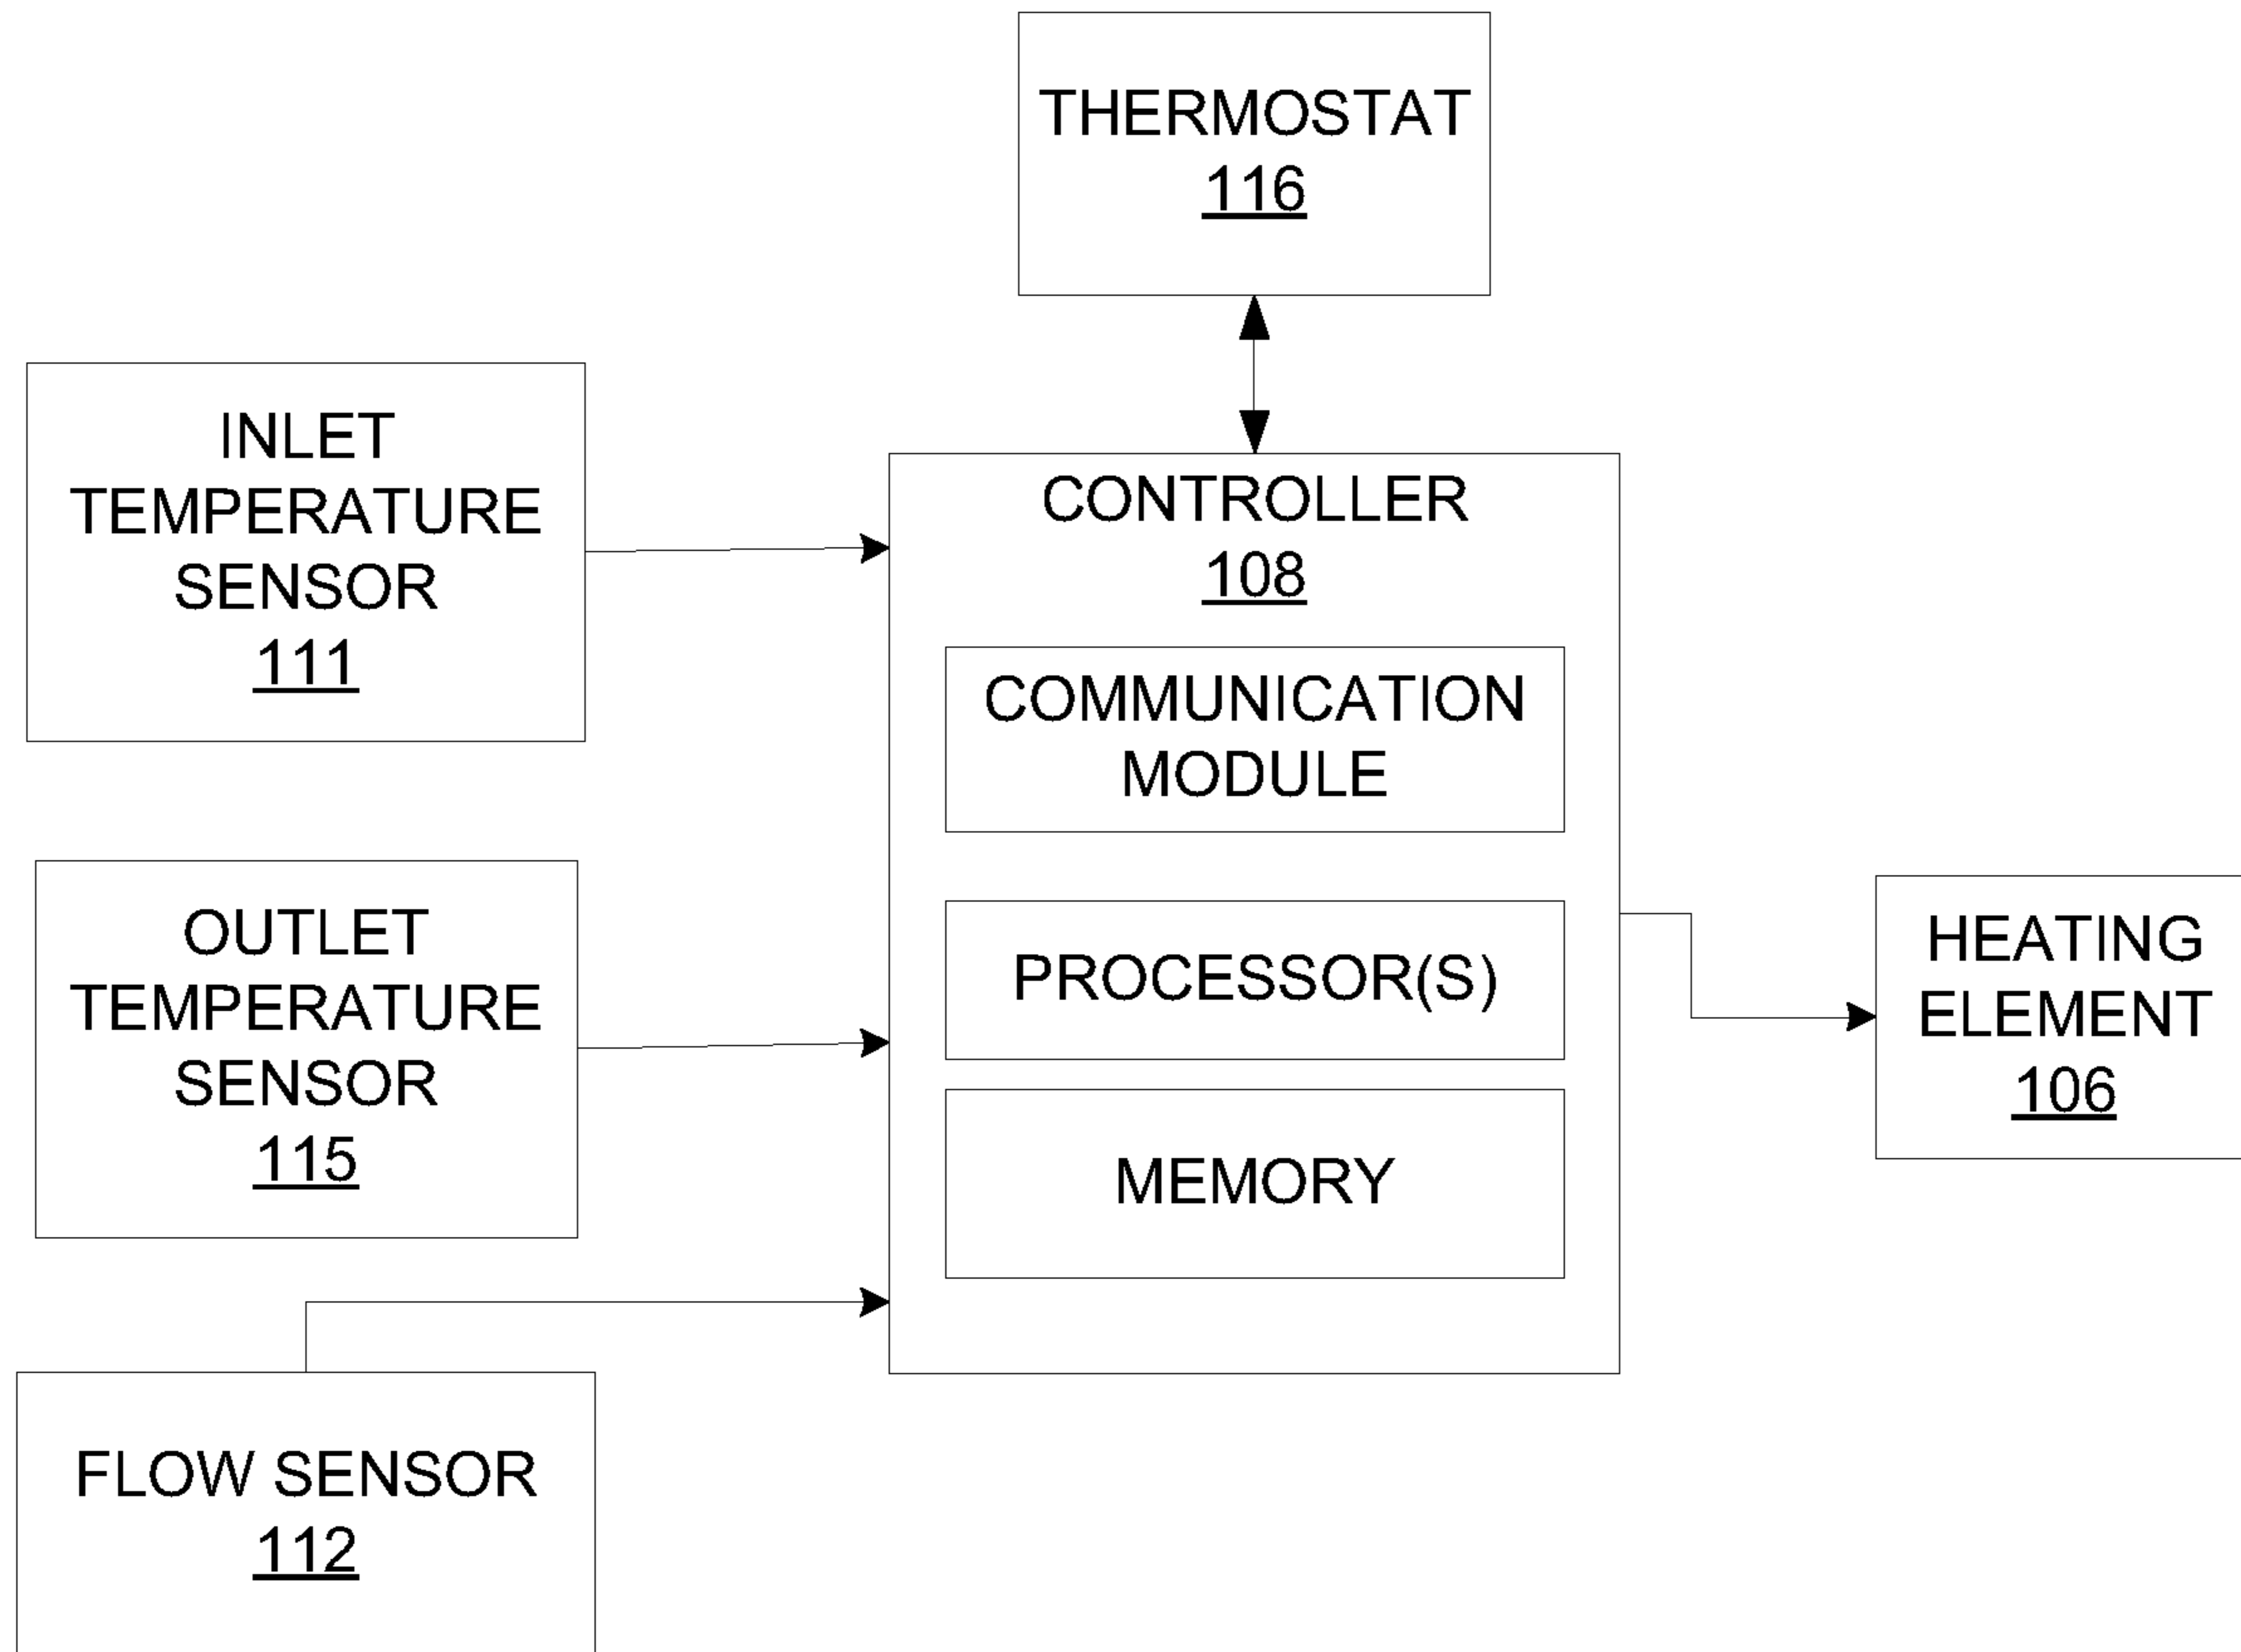 THERMOSTAT
116
INLET
TEMPERATURE
SENSOR
111
CONTROLLER
108
COMMUNICATION
MODULE
OUTLET
TEMPERATURE
SENSOR
115
PROCESSOR(S)
MEMORY
HEATING
ELEMENT
106
FLOW SENSOR
112